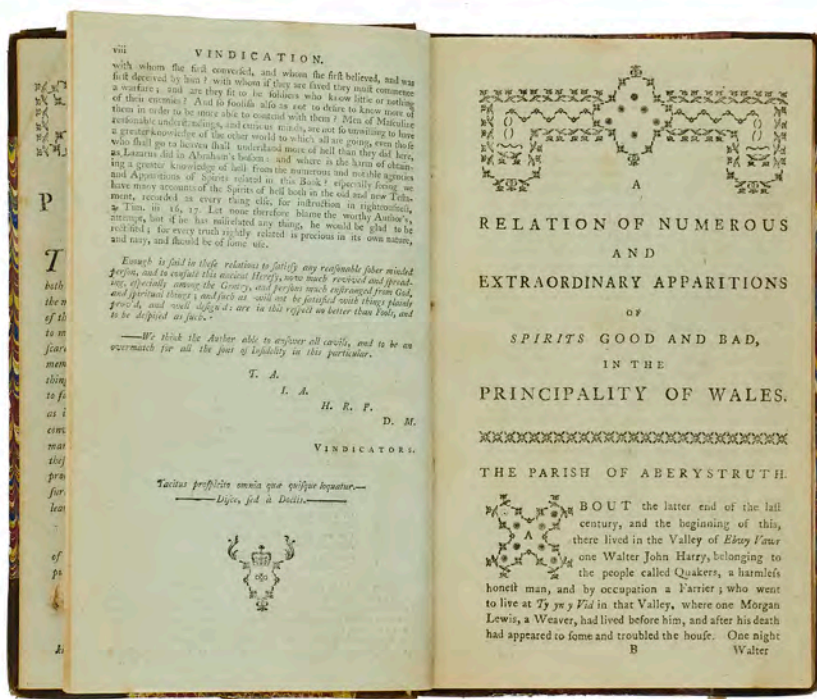 P
T
both
of th
to m
mem
as i
of
viii VINDICATION.
with whom ſhe firſt converſed, and whom ſhe firſt believed, and was
firſt deceived by him? with whom if they are ſaved they muſt commence
a warfare; and are they fit to be ſoldiers who know little or nothing
of their enemies? And ſo fooliſh alſo as not to deſire to know more of
them in order to be more able to contend with them? Men of Maſculine
reaſonable underſtandings, and curious minds, are not ſo unwilling to have
a greater knowledge of the other world to which all are going, even thoſe
who ſhall go to heaven ſhall underſtand more of hell than they did here,
as Lazarus did in Abraham's boſom: and where is the harm of obtain-
ing a greater knowledge of hell from the numerous and notable agencies
and Apparitions of Spirits related in this Book? eſpecially ſeeing we
have many accounts of the Spirits of hell both in the old and new Teſta-
ment, recorded as every thing elſe, for inſtruction in righteouſneſs,
2 Tim. iii 16, 17. Let none therefore blame the worthy Author's,
attempt, but if he has miſrelated any thing, he would be glad to be
rectified; for every truth rightly related is precious in its own nature,
and may, and ſhould be of ſome uſe.
Enough is ſaid in theſe relations to ſatisfy any reaſonable ſober minded
perſon, and to confute this ancient Hereſy, now much revived and ſpread-
ing, eſpecially among the Gentry, and perſons much eſtranged from God,
and ſpiritual things; and ſuch as will not be ſatisfied with things plainly
prov'd, and well deſign'd: are in this reſpect no better than Fools, and
to be deſpiſed as ſuch.
——We think the Author able to anſwer all cavils, and to be an
overmatch for all the ſons of Infidelity in this particular.
T. A.
I. A.
H. R. P.
D. M.
VINDICATORS.
Tacitus proſpicito omnia quæ quiſque loquatur.—
——Diſce, ſed à Doctis.——
A
RELATION OF NUMEROUS
AND
EXTRAORDINARY APPARITIONS
OF
SPIRITS GOOD AND BAD,
IN THE
PRINCIPALITY OF WALES.
THE PARISH OF ABERYSTRUTH.
ABOUT the latter end of the laſt
century, and the beginning of this,
there lived in the Valley of Ebwy Vawr
one Walter John Harry, belonging to
the people called Quakers, a harmleſs
honeſt man, and by occupation a Farrier; who went
to live at Ty yn y Vid in that Valley, where one Morgan
Lewis, a Weaver, had lived before him, and after his death
had appeared to ſome and troubled the houſe. One night
B Walter